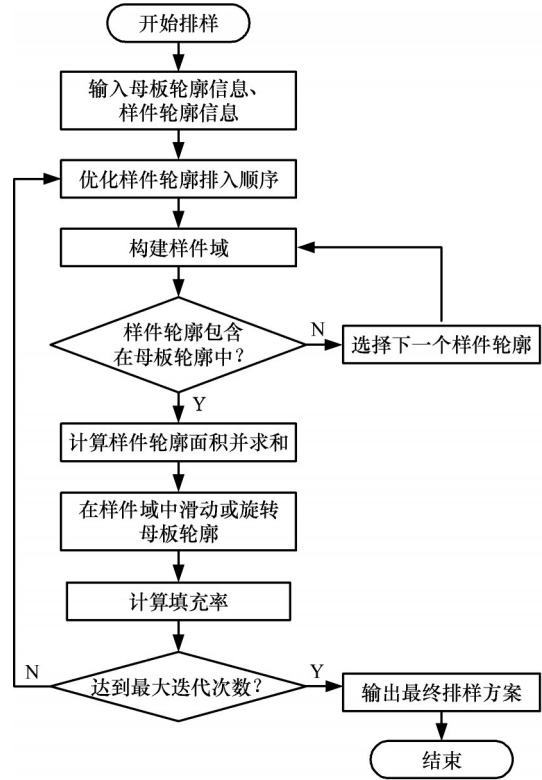 开始排样
输入母板轮廓信息、
样件轮廓信息
优化样件轮廓排入顺序
构建样件域
样件轮廓包含
在母板轮廓中?
N
选择下一个样件轮廓
Y
计算样件轮廓面积并求和
在样件域中滑动或旋转
母板轮廓
计算填充率
N
达到最大迭代次数?
Y
输出最终排样方案
结束